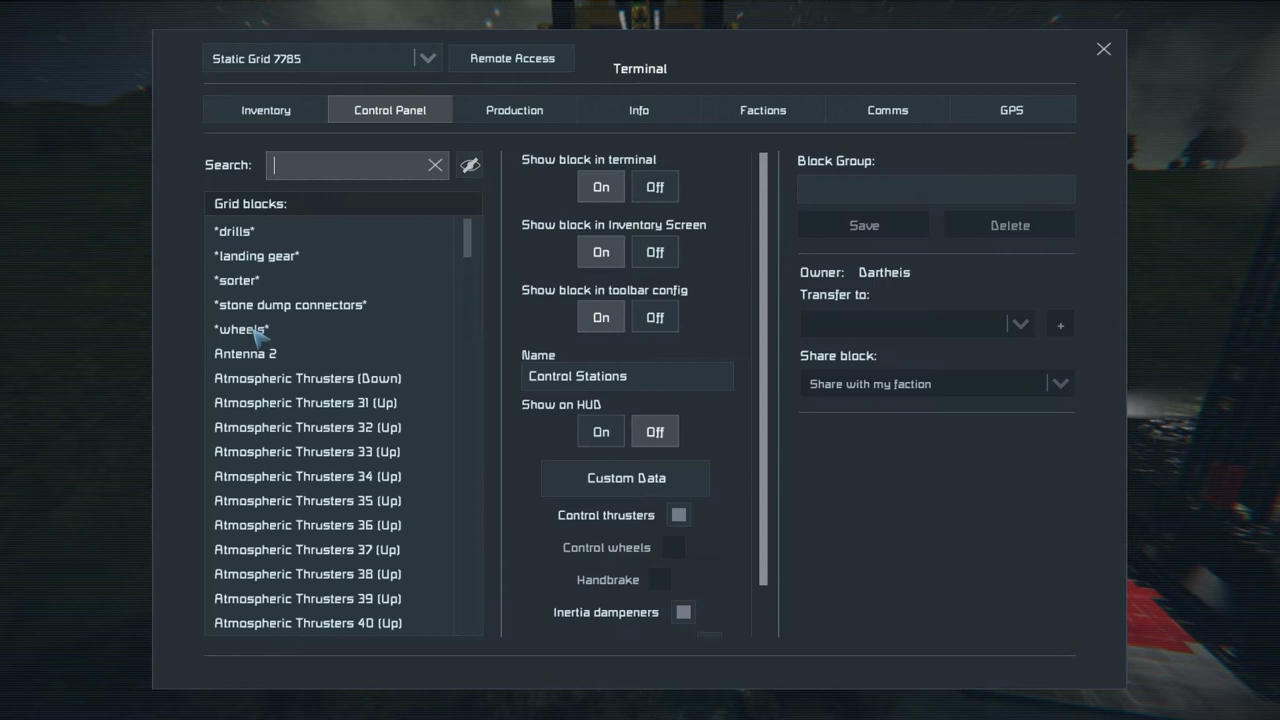 Static Grid 7785
Remote Access
Terminal
Inventory
Control Panel
Production
Info
Factions
Comms
GPS
Search:
Grid blocks:
*drills*
*landing gear*
*sorter*
*stone dump connectors*
*wheels*
Antenna 2
Atmospheric Thrusters (Down)
Atmospheric Thrusters 31 (Up)
Atmospheric Thrusters 32 (Up)
Atmospheric Thrusters 33 (Up)
Atmospheric Thrusters 34 (Up)
Atmospheric Thrusters 35 (Up)
Atmospheric Thrusters 36 (Up)
Atmospheric Thrusters 37 (Up)
Atmospheric Thrusters 38 (Up)
Atmospheric Thrusters 39 (Up)
Atmospheric Thrusters 40 (Up)
Show block in terminal
On Off
Show block in Inventory Screen
On Off
Show block in toolbar config
On Off
Name
Control Stations
Show on HUD
On Off
Custom Data
Control thrusters
Control wheels
Handbrake
Inertia dampeners
Block Group:
Save Delete
Owner: Dartheis
Transfer to:
+
Share block:
Share with my faction